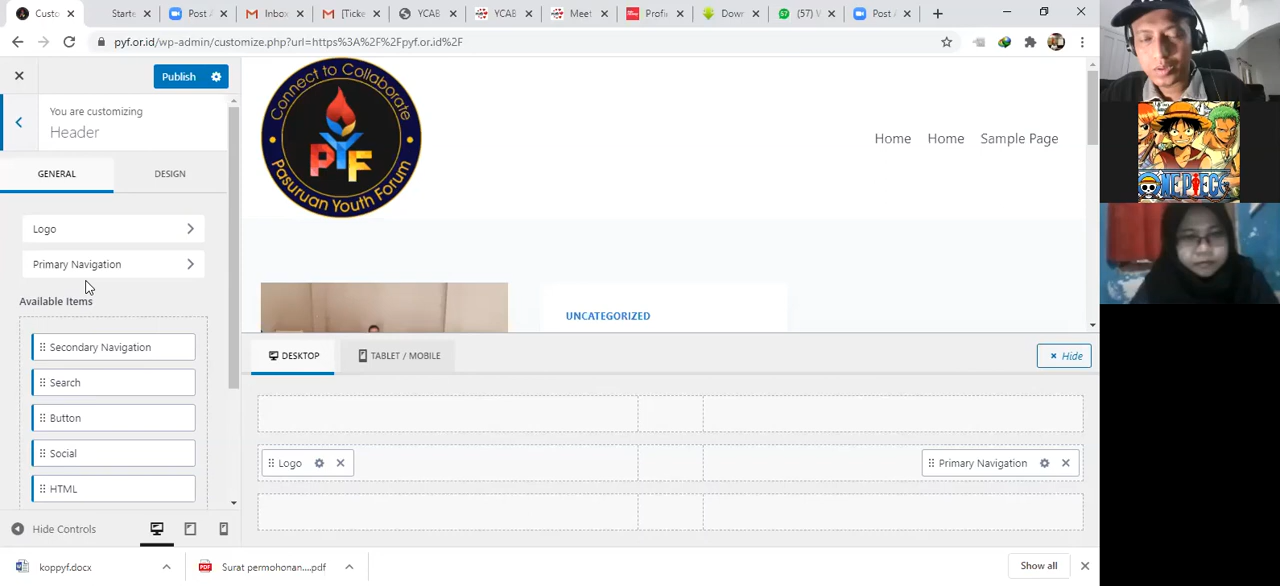 Custo
Starte
Post A
Inbox
[Ticke
YCAB
YCAB
Meet
Profil
Dowr
(57) V
Post A
pyf.or.id/wp-admin/customize.php?url=https%3A%2F%2Fpyf.or.id%2F
Publish
You are customizing
Header
GENERAL
DESIGN
Logo
Primary Navigation
Available Items
Secondary Navigation
Search
Button
Social
HTML
Hide Controls
Connect to Collaborate
PYF
Pasuruan Youth Forum
Home
Home
Sample Page
UNCATEGORIZED
DESKTOP
TABLET / MOBILE
Hide
Logo
Primary Navigation
ONE PIECE
koppyf.docx
Surat permohonan....pdf
Show all